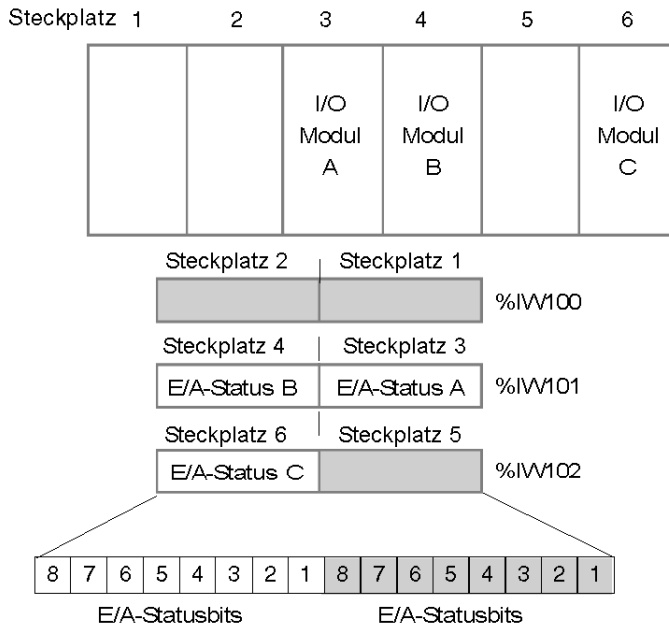 Steckplatz 1 2 3 4 5 6
I/O Modul A
I/O Modul B
I/O Modul C
Steckplatz 2 Steckplatz 1
%IW100
Steckplatz 4 Steckplatz 3
E/A-Status B E/A-Status A %IW101
Steckplatz 6 Steckplatz 5
E/A-Status C %IW102
8 7 6 5 4 3 2 1 8 7 6 5 4 3 2 1
E/A-Statusbits E/A-Statusbits